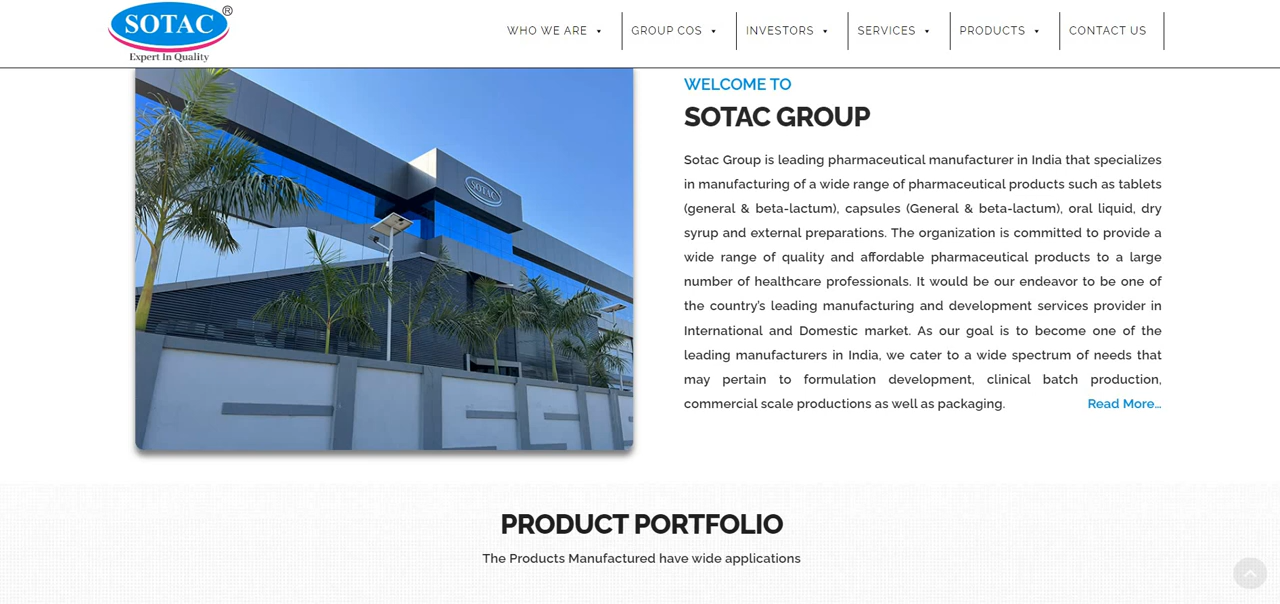 SOTAC ®
Expert In Quality
WHO WE ARE
GROUP COS
INVESTORS
SERVICES
PRODUCTS
CONTACT US
SOTAC
WELCOME TO
SOTAC GROUP
Sotac Group is leading pharmaceutical manufacturer in India that specializes
in manufacturing of a wide range of pharmaceutical products such as tablets
(general & beta-lactum), capsules (General & beta-lactum), oral liquid, dry
syrup and external preparations. The organization is committed to provide a
wide range of quality and affordable pharmaceutical products to a large
number of healthcare professionals. It would be our endeavor to be one of
the country's leading manufacturing and development services provider in
International and Domestic market. As our goal is to become one of the
leading manufacturers in India, we cater to a wide spectrum of needs that
may pertain to formulation development, clinical batch production,
commercial scale productions as well as packaging. Read More...
PRODUCT PORTFOLIO
The Products Manufactured have wide applications